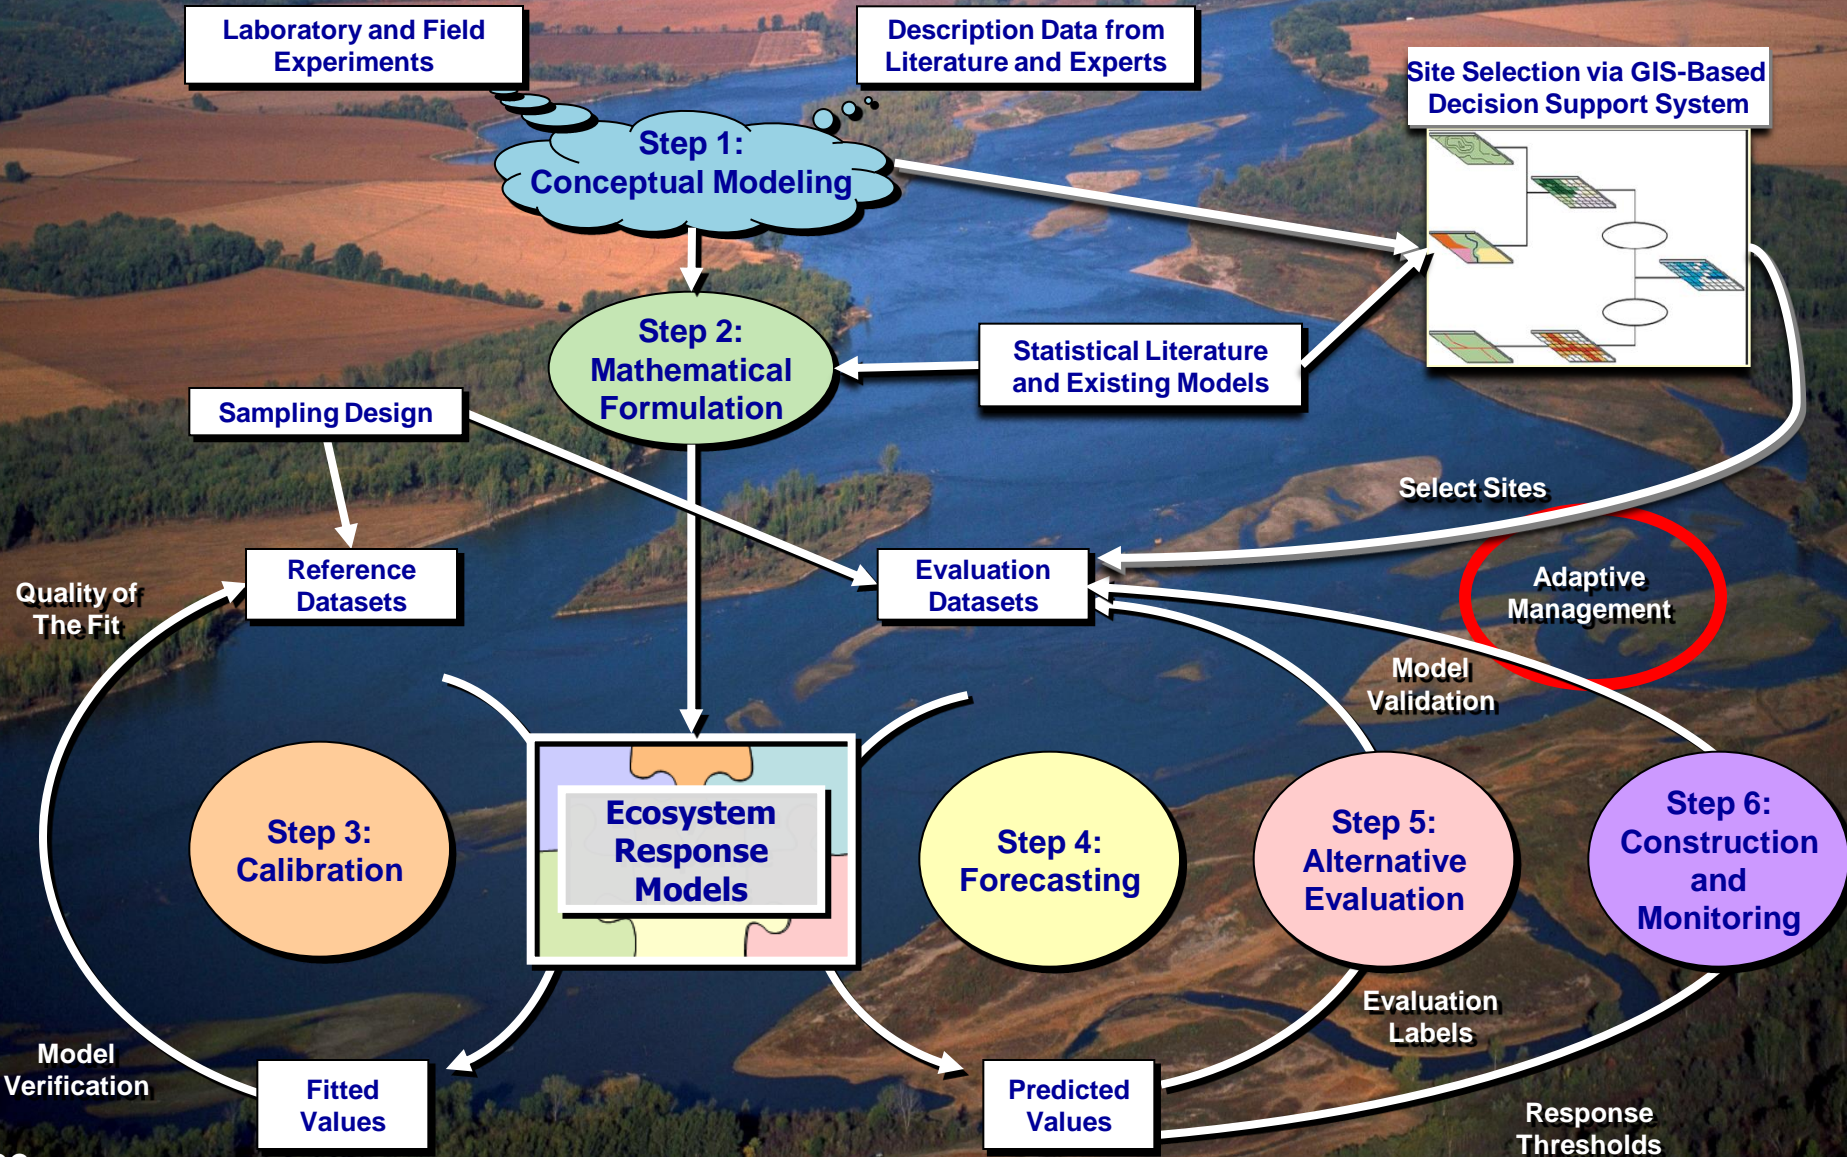 Laboratory and Field
Experiments
Description Data from
Literature and Experts
Site Selection via GIS-Based
Decision Support System
Step 1:
Conceptual Modeling
Step 2:
Mathematical
Formulation
Statistical Literature
and Existing Models
Sampling Design
Select Sites
Reference
Datasets
Evaluation
Datasets
Adaptive
Management
Quality of
The Fit
Model
Validation
Step 3:
Calibration
Ecosystem
Response
Models
Step 4:
Forecasting
Step 5:
Alternative
Evaluation
Step 6:
Construction
and
Monitoring
Evaluation
Labels
Model
Verification
Fitted
Values
Predicted
Values
Response
Thresholds